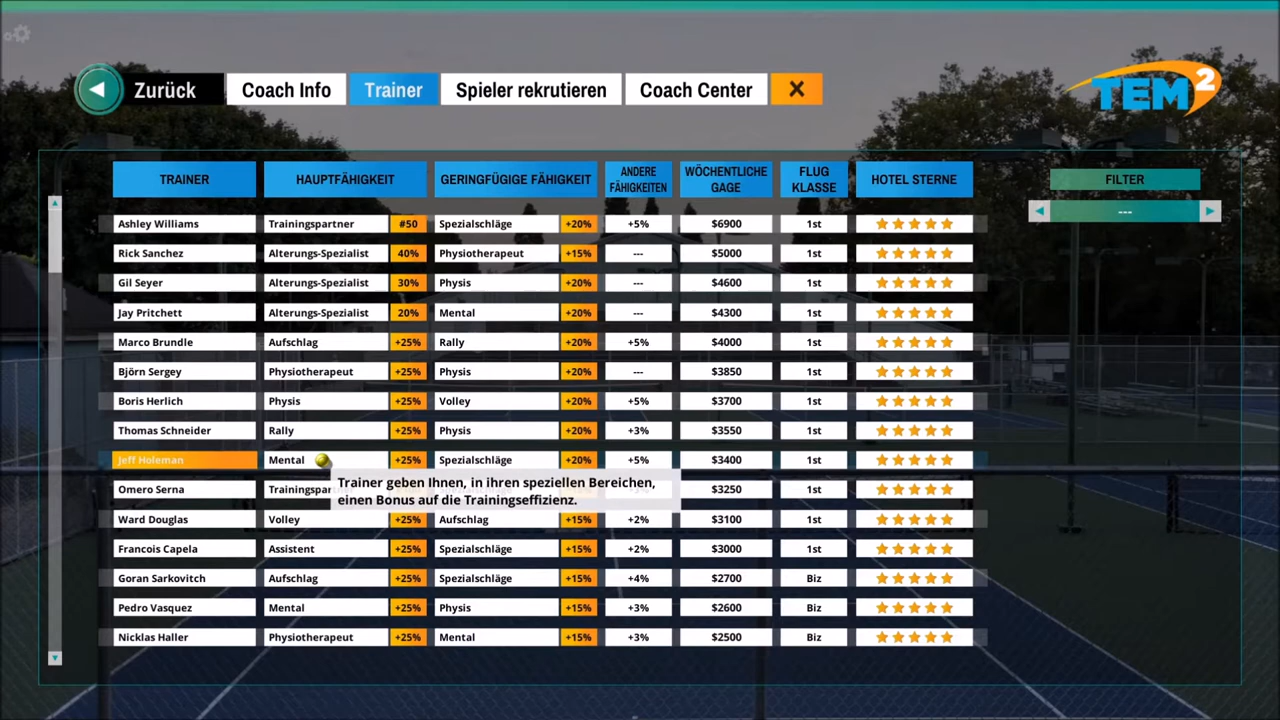 Zurück Coach Info Trainer Spieler rekrutieren Coach Center X TEM 2
TRAINER HAUPTFÄHIGKEIT GERINGFÜGIGE FÄHIGKEIT ANDERE FÄHIGKEITEN WÖCHENTLICHE GAGE FLUG KLASSE HOTEL STERNE FILTER
---
Ashley Williams Trainingspartner #50 Spezialschläge +20% +5% $6900 1st
Rick Sanchez Alterungs-Spezialist 40% Physiotherapeut +15% --- $5000 1st
Gil Seyer Alterungs-Spezialist 30% Physis +20% --- $4600 1st
Jay Pritchett Alterungs-Spezialist 20% Mental +20% --- $4300 1st
Marco Brundle Aufschlag +25% Rally +20% +5% $4000 1st
Björn Sergey Physiotherapeut +25% Physis +20% --- $3850 1st
Boris Herlich Physis +25% Volley +20% +5% $3700 1st
Thomas Schneider Rally +25% Physis +20% +3% $3550 1st
Jeff Holeman Mental +25% Spezialschläge +20% +5% $3400 1st
Trainer geben Ihnen, in ihren speziellen Bereichen,
einen Bonus auf die Trainingseffizienz.
Omero Serna $3250 1st
Ward Douglas Volley +25% Aufschlag +15% +2% $3100 1st
Francois Capela Assistent +25% Spezialschläge +15% +2% $3000 1st
Goran Sarkovitch Aufschlag +25% Spezialschläge +15% +4% $2700 Biz
Pedro Vasquez Mental +25% Physis +15% +3% $2600 Biz
Nicklas Haller Physiotherapeut +25% Mental +15% +3% $2500 Biz